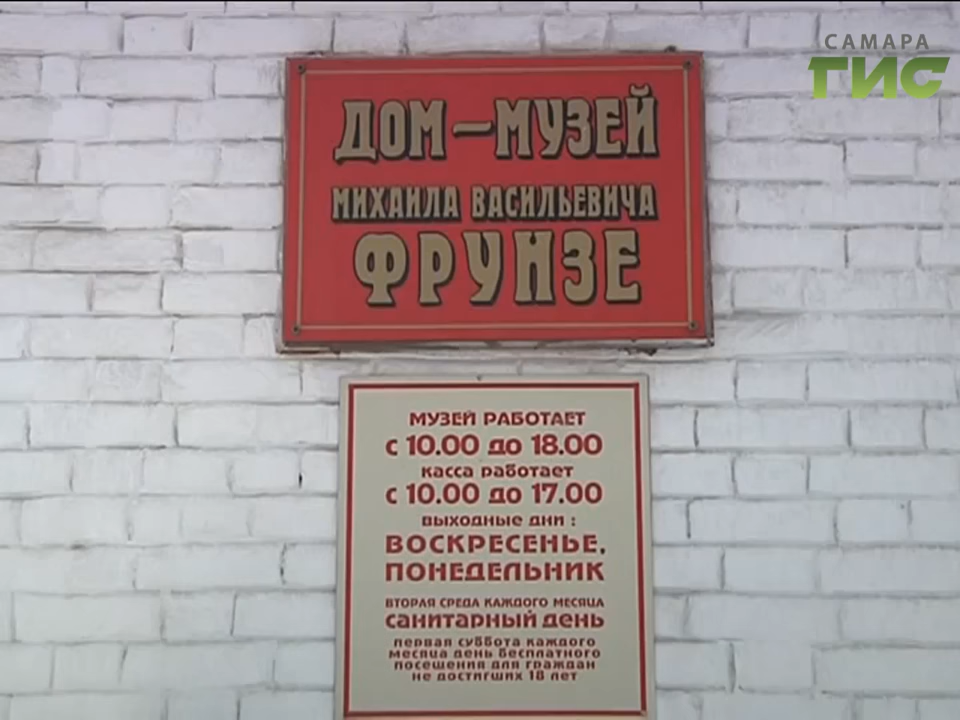 САМАРА
ГИС
ДОМ-МУЗЕЙ
МИХАИЛА ВАСИЛЬЕВИЧА
ФРУНЗЕ
МУЗЕЙ РАБОТАЕТ
с 10.00 до 18.00
касса работает
с 10.00 до 17.00
выходные дни :
ВОСКРЕСЕНЬЕ,
ПОНЕДЕЛЬНИК
ВТОРАЯ СРЕДА КАЖДОГО МЕСЯЦА
санитарный день
первая суббота каждого
месяца день бесплатного
посещения для граждан
не достигших 18 лет